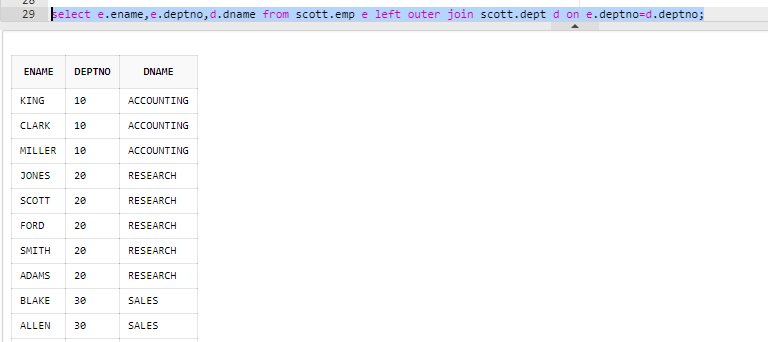 28
29 select e.ename,e.deptno,d.dname from scott.emp e left outer join scott.dept d on e.deptno=d.deptno;
ENAME DEPTNO DNAME
KING 10 ACCOUNTING
CLARK 10 ACCOUNTING
MILLER 10 ACCOUNTING
JONES 20 RESEARCH
SCOTT 20 RESEARCH
FORD 20 RESEARCH
SMITH 20 RESEARCH
ADAMS 20 RESEARCH
BLAKE 30 SALES
ALLEN 30 SALES